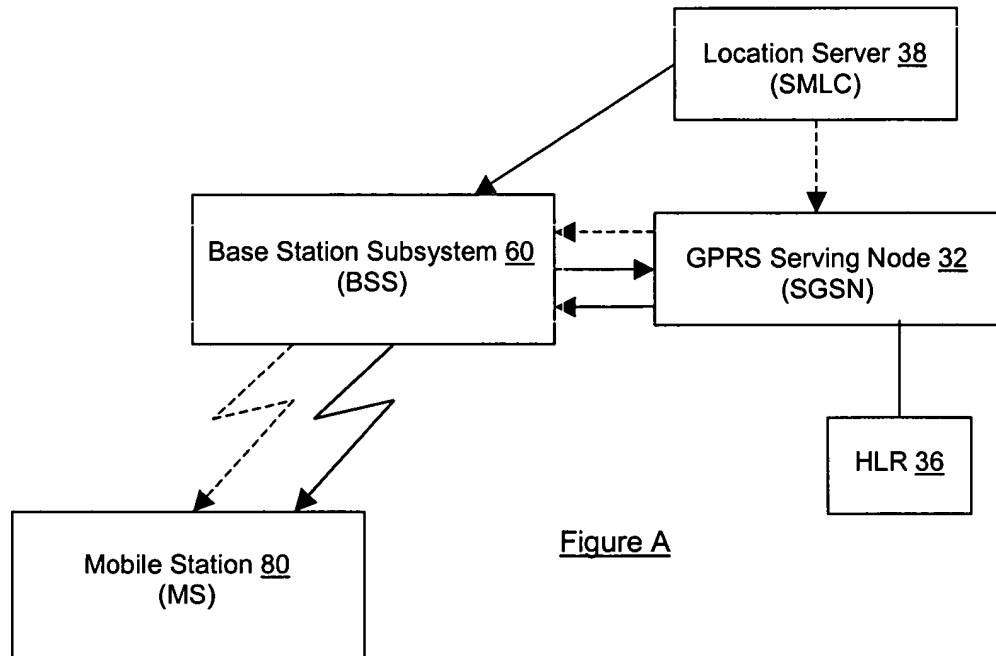 Location Server 38
(SMLC)
Base Station Subsystem 60
(BSS)
GPRS Serving Node 32
(SGSN)
HLR 36
Figure A
Mobile Station 80
(MS)